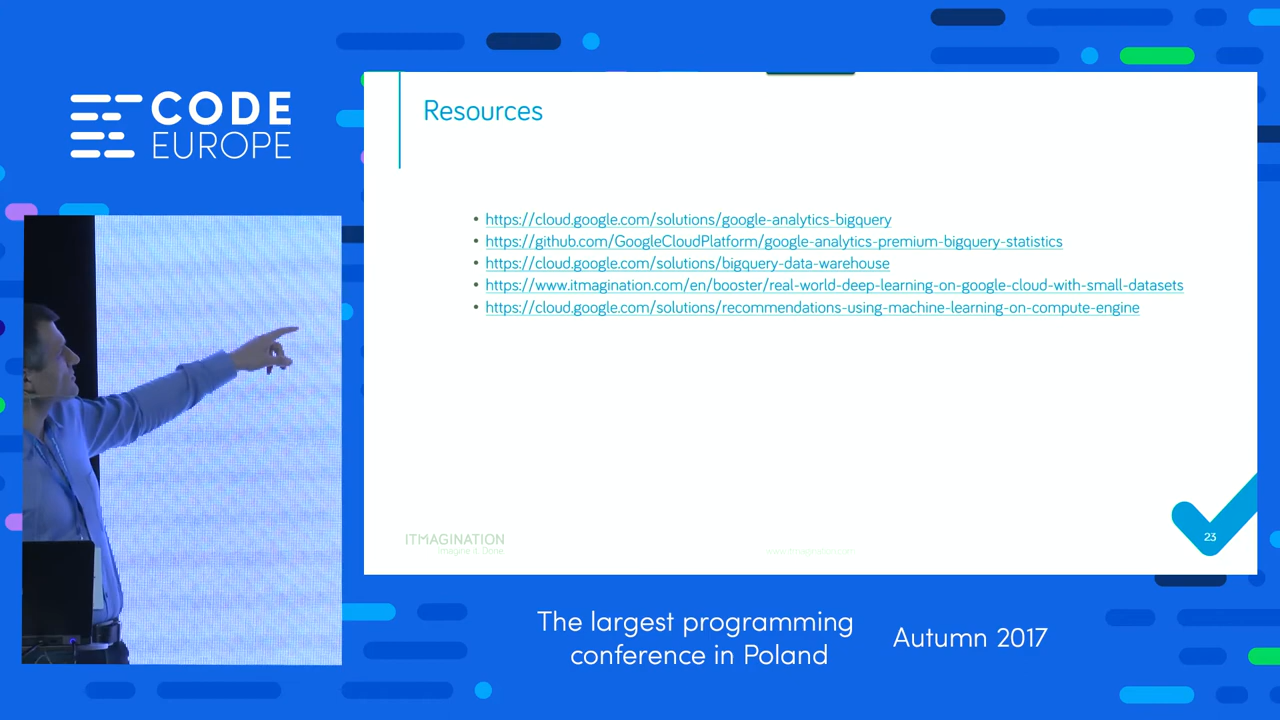 CODE
EUROPE
Resources
• https://cloud.google.com/solutions/google-analytics-bigquery
• https://github.com/GoogleCloudPlatform/google-analytics-premium-bigquery-statistics
• https://cloud.google.com/solutions/bigquery-data-warehouse
• https://www.itmagination.com/en/booster/real-world-deep-learning-on-google-cloud-with-small-datasets
• https://cloud.google.com/solutions/recommendations-using-machine-learning-on-compute-engine
ITMAGINATION
Imagine it. Done.
www.itmagination.com
23
The largest programming
conference in Poland
Autumn 2017